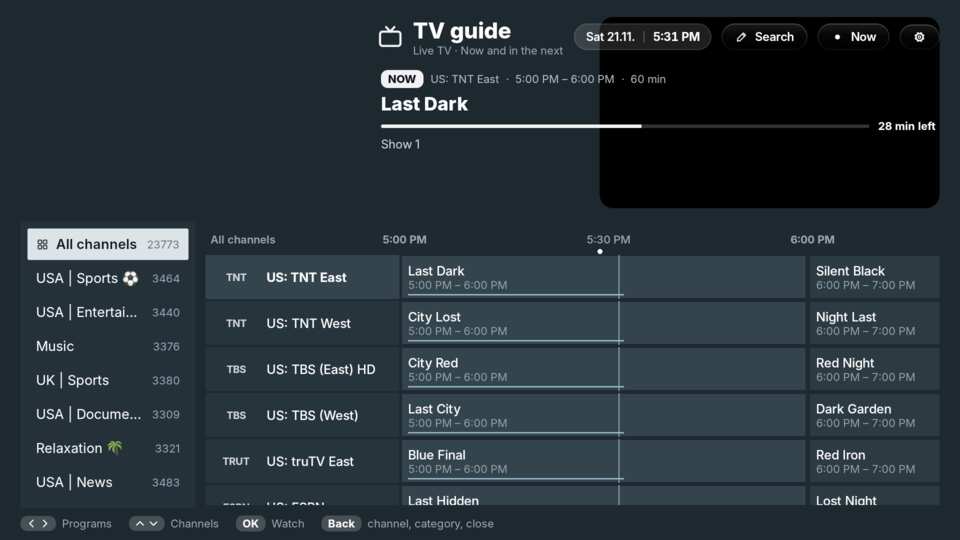 TV guide
Live TV · Now and in the next
Sat 21.11. | 5:31 PM
Search
Now
NOW US: TNT East · 5:00 PM – 6:00 PM · 60 min
Last Dark
28 min left
Show 1
All channels 23773
USA | Sports ⚽ 3464
USA | Entertai... 3440
Music 3376
UK | Sports 3380
USA | Docume... 3309
Relaxation 🌴 3321
USA | News 3483
All channels 5:00 PM 5:30 PM 6:00 PM
TNT US: TNT East
Last Dark
5:00 PM – 6:00 PM
Silent Black
6:00 PM – 7:00 PM
TNT US: TNT West
City Lost
5:00 PM – 6:00 PM
Night Last
6:00 PM – 7:00 PM
TBS US: TBS (East) HD
City Red
5:00 PM – 6:00 PM
Red Night
6:00 PM – 7:00 PM
TBS US: TBS (West)
Last City
5:00 PM – 6:00 PM
Dark Garden
6:00 PM – 7:00 PM
TRUT US: truTV East
Blue Final
5:00 PM – 6:00 PM
Red Iron
6:00 PM – 7:00 PM
ESPN US: ESPN
Last Hidden
Lost Night
Programs
Channels
OK Watch
Back channel, category, close